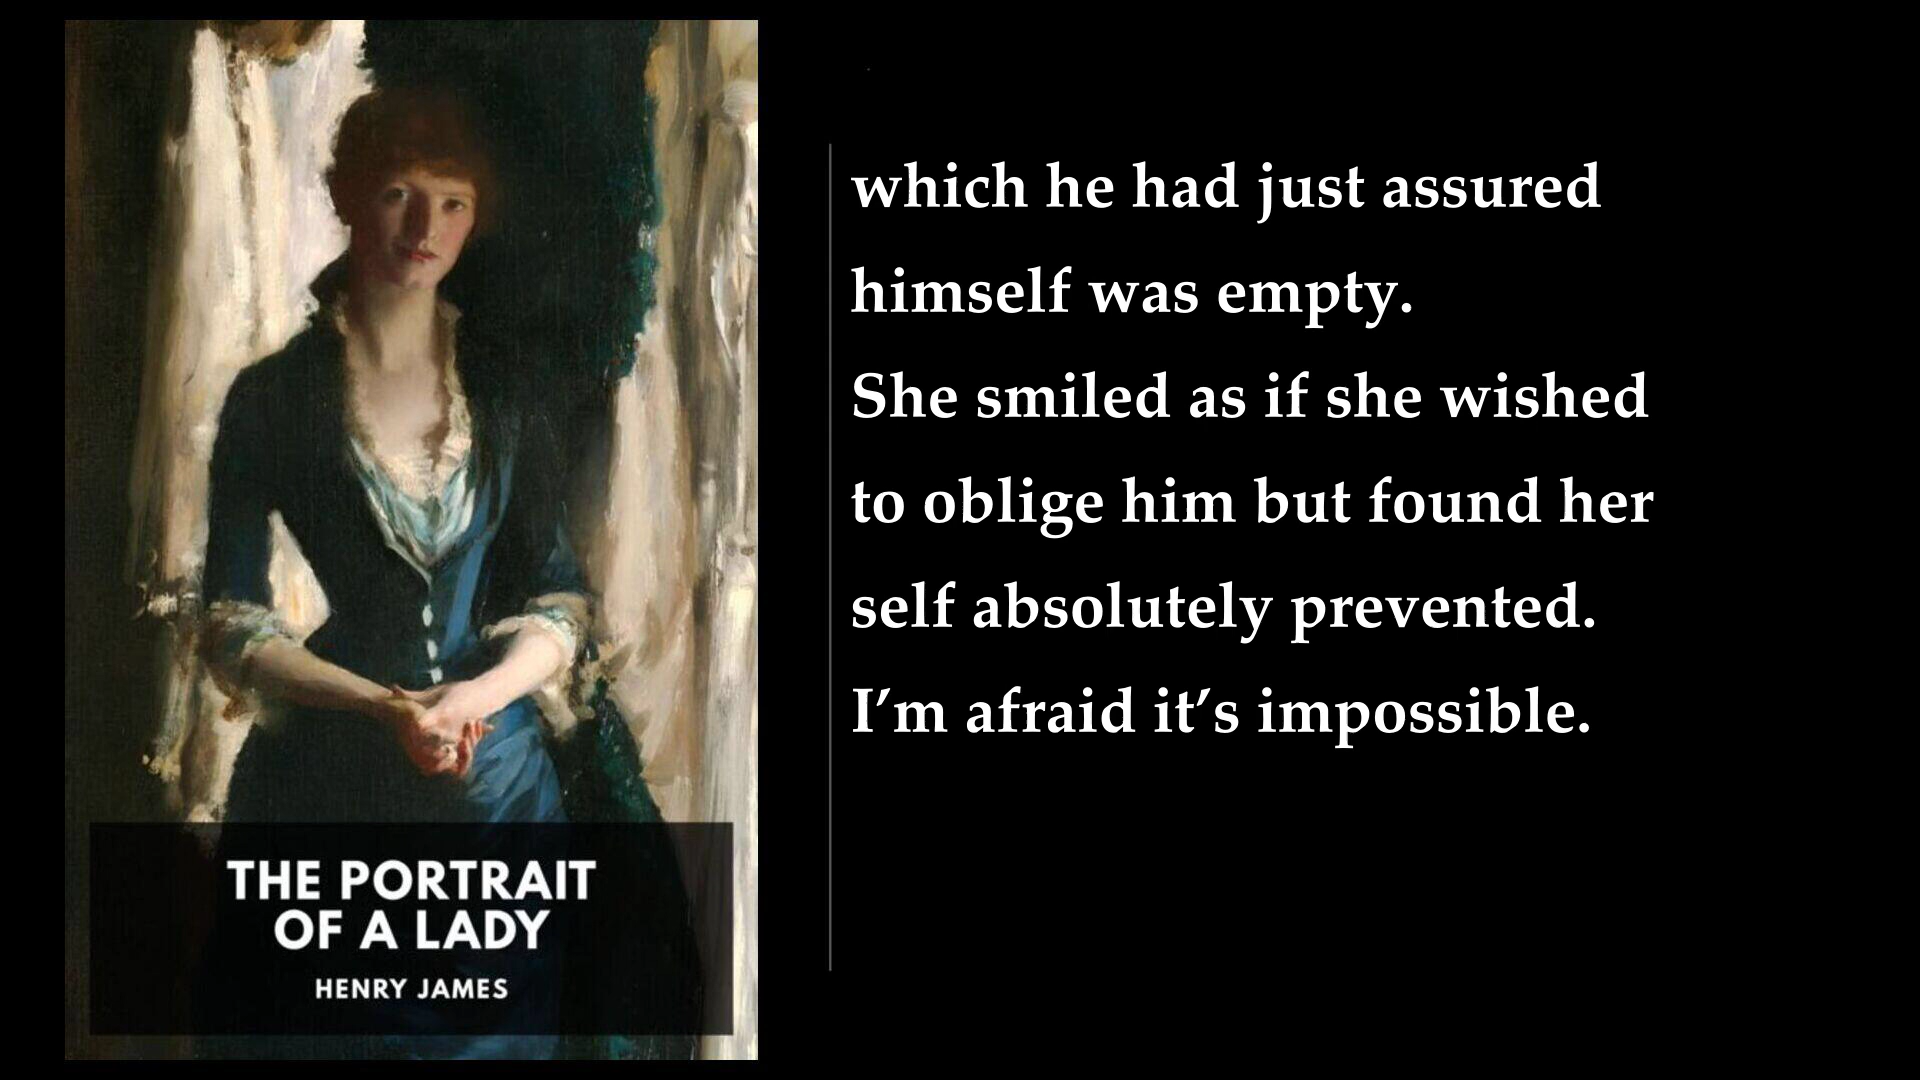 THE PORTRAIT
OF A LADY
HENRY JAMES
which he had just assured
himself was empty.
She smiled as if she wished
to oblige him but found her
self absolutely prevented.
I’m afraid it’s impossible.